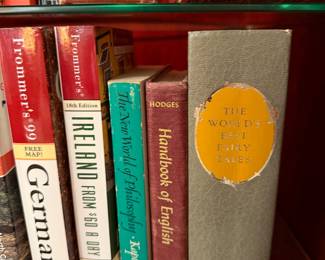 Frommer's® 99
FREE
MAP!
German
Frommer's®
18th Edition
IRELAND FROM $60 A DAY
The New World of Philosophy
HODGES
Handbook of English
THE
WORLD'S
BEST
FAIRY
TALES